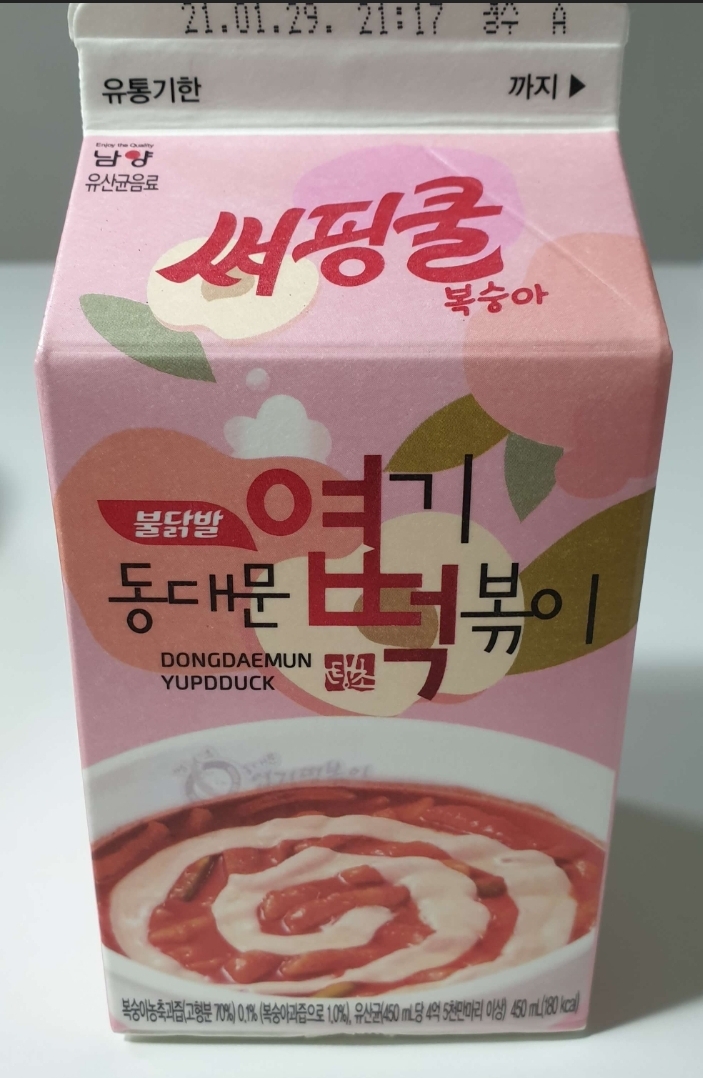 21.01.29. 21:17 광주 A
유통기한 까지 ▶
Enjoy the Quality
남양
유산균음료
써핑쿨
복숭아
불닭발
엽기
동대문 떡볶이
DONGDAEMUN
YUPDDUCK
복숭아농축과즙(고형분 70%) 0.1% (복숭아과즙으로 1.0%), 유산균(450 mL당 4억 5천만마리 이상) 450 mL(180 kcal)